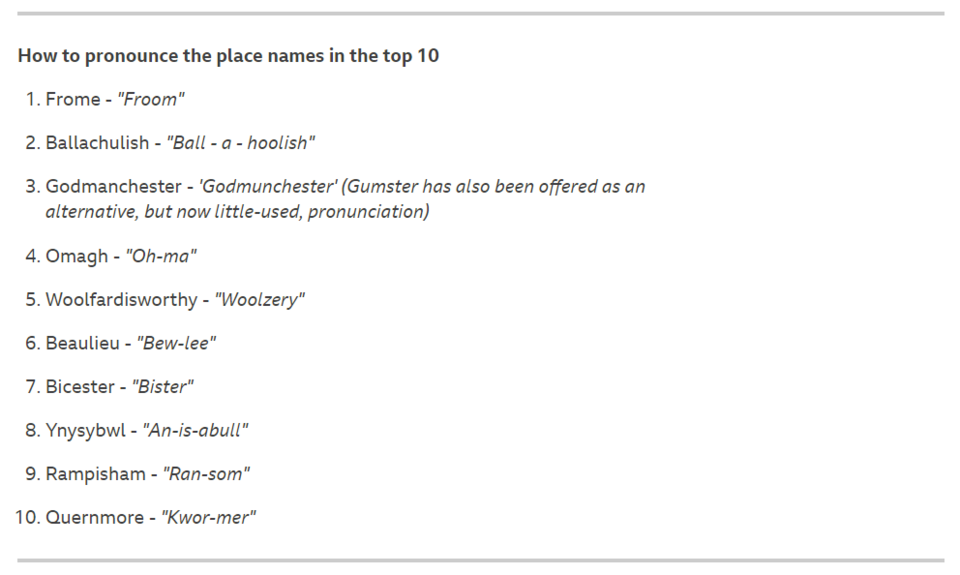 How to pronounce the place names in the top 10
1. Frome - "Froom"
2. Ballachulish - "Ball - a - hoolish"
3. Godmanchester - 'Godmunchester' (Gumster has also been offered as an
alternative, but now little-used, pronunciation)
4. Omagh - "Oh-ma"
5. Woolfardisworthy - "Woolzery"
6. Beaulieu - "Bew-lee"
7. Bicester - "Bister"
8. Ynysybwl - "An-is-abull"
9. Rampisham - "Ran-som"
10. Quernmore - "Kwor-mer"